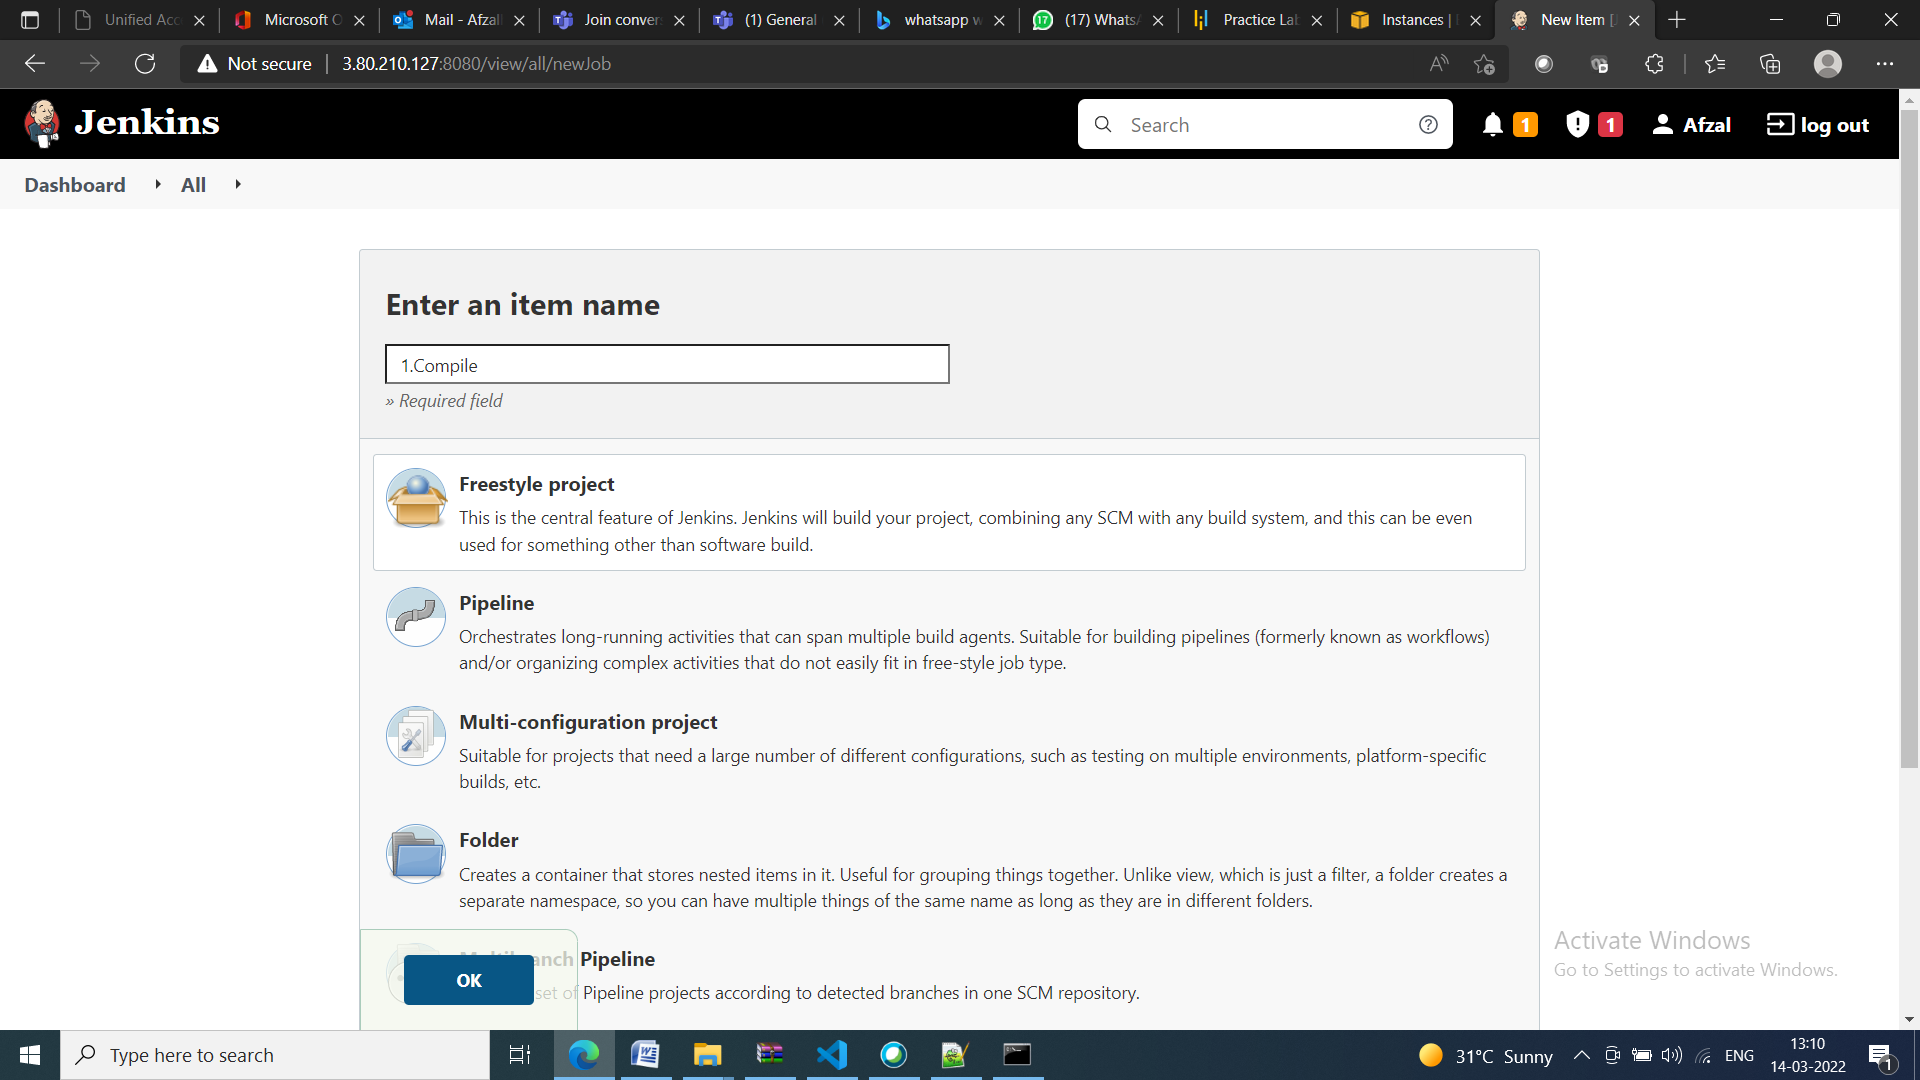 Unified Acc
Microsoft O
Mail - Afzal
Join conver
(1) General
whatsapp w
(17) Whats
Practice La
Instances |
New Item [
Not secure
3.80.210.127:8080/view/all/newJob
Jenkins
Search
1
1
Afzal
log out
Dashboard
All
Enter an item name
1.Compile
» Required field
Freestyle project
This is the central feature of Jenkins. Jenkins will build your project, combining any SCM with any build system, and this can be even
used for something other than software build.
Pipeline
Orchestrates long-running activities that can span multiple build agents. Suitable for building pipelines (formerly known as workflows)
and/or organizing complex activities that do not easily fit in free-style job type.
Multi-configuration project
Suitable for projects that need a large number of different configurations, such as testing on multiple environments, platform-specific
builds, etc.
Folder
Creates a container that stores nested items in it. Useful for grouping things together. Unlike view, which is just a filter, a folder creates a
separate namespace, so you can have multiple things of the same name as long as they are in different folders.
Pipeline
set of Pipeline projects according to detected branches in one SCM repository.
OK
Activate Windows
Go to Settings to activate Windows.
Type here to search
31°C Sunny
ENG
13:10
14-03-2022
1